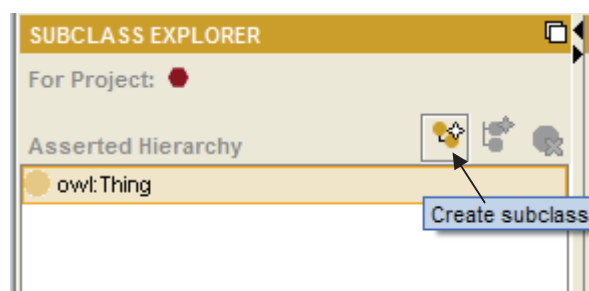 SUBCLASS EXPLORER
For Project:
Asserted Hierarchy
owl:Thing
Create subclass